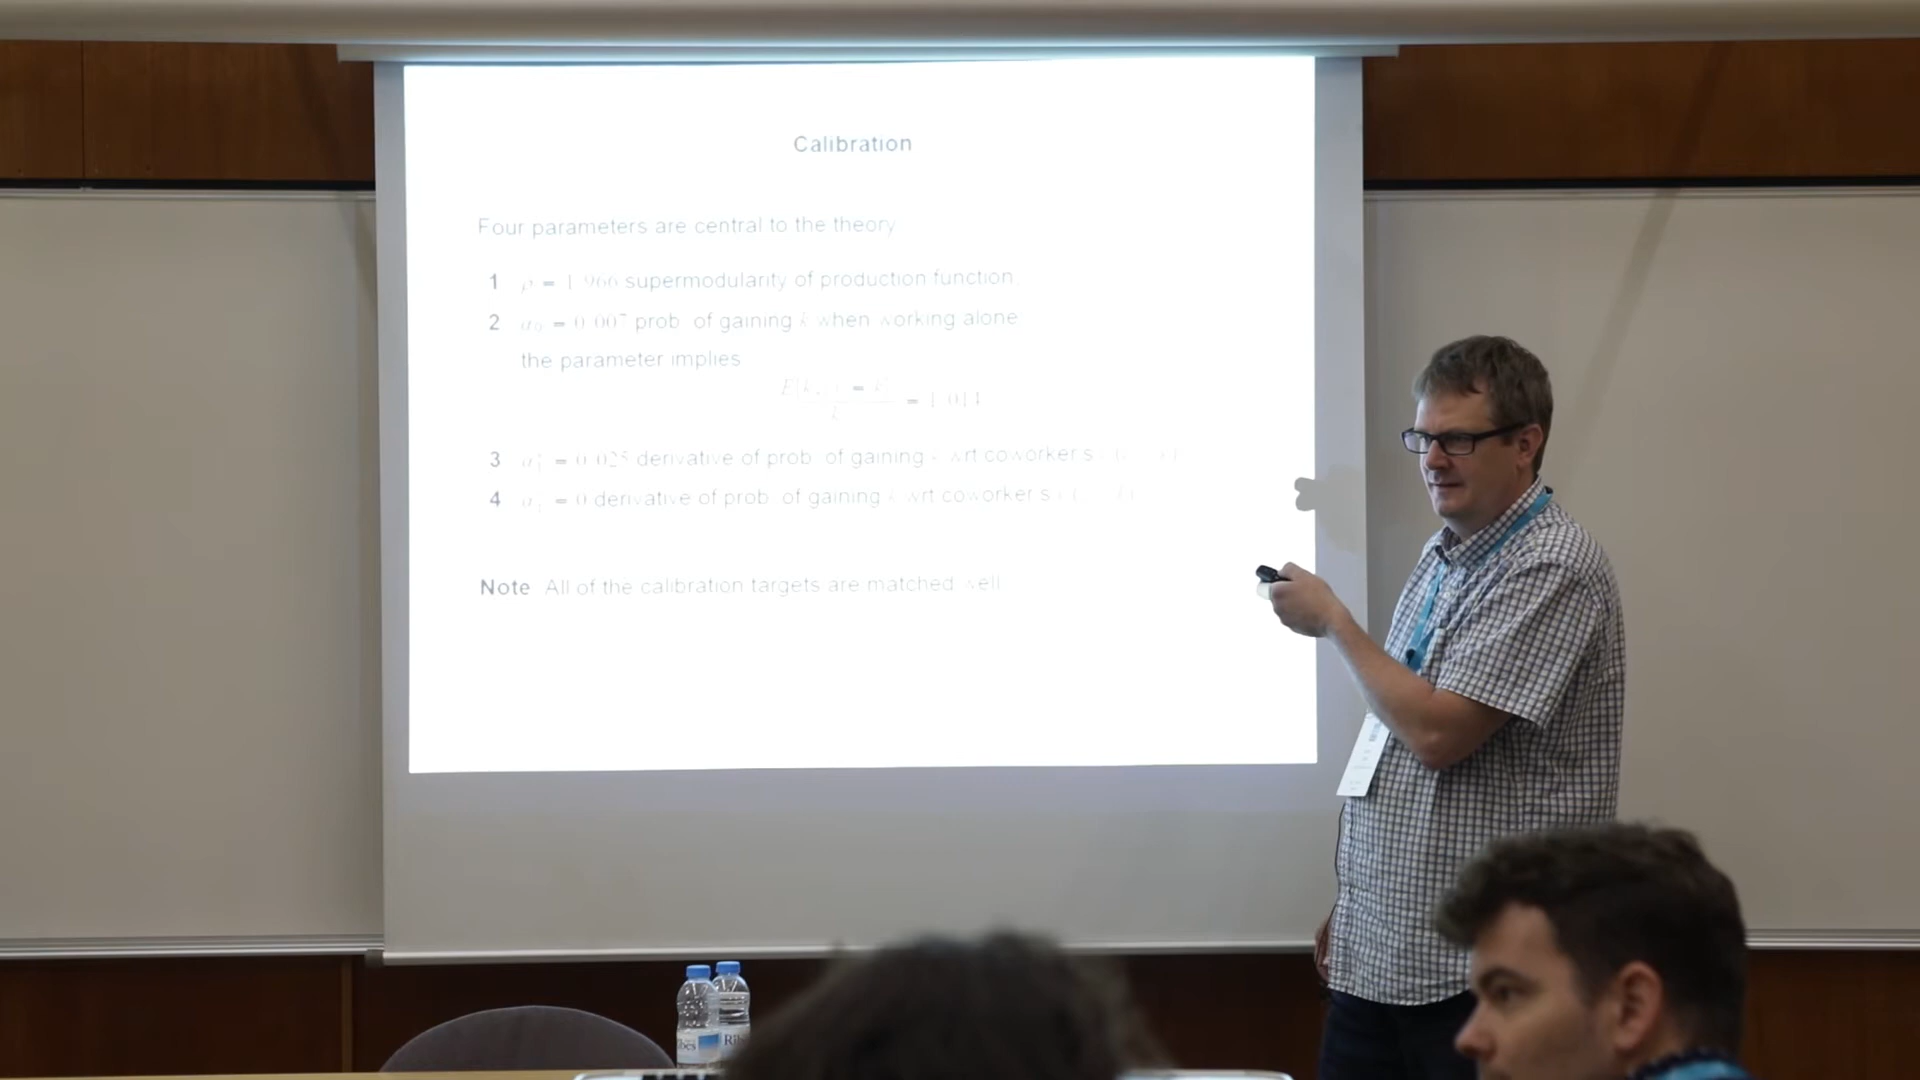 Calibration
Four parameters are central to the theory
1 ρ = 1.966 supermodularity of production function.
2 α₀ = 0.007 prob. of gaining k when working alone
the parameter implies
= 1.014
3 = 0.025 derivative of prob. of gaining wrt coworker's
4 = 0 derivative of prob. of gaining wrt coworker's
Note All of the calibration targets are matched well
Ribes